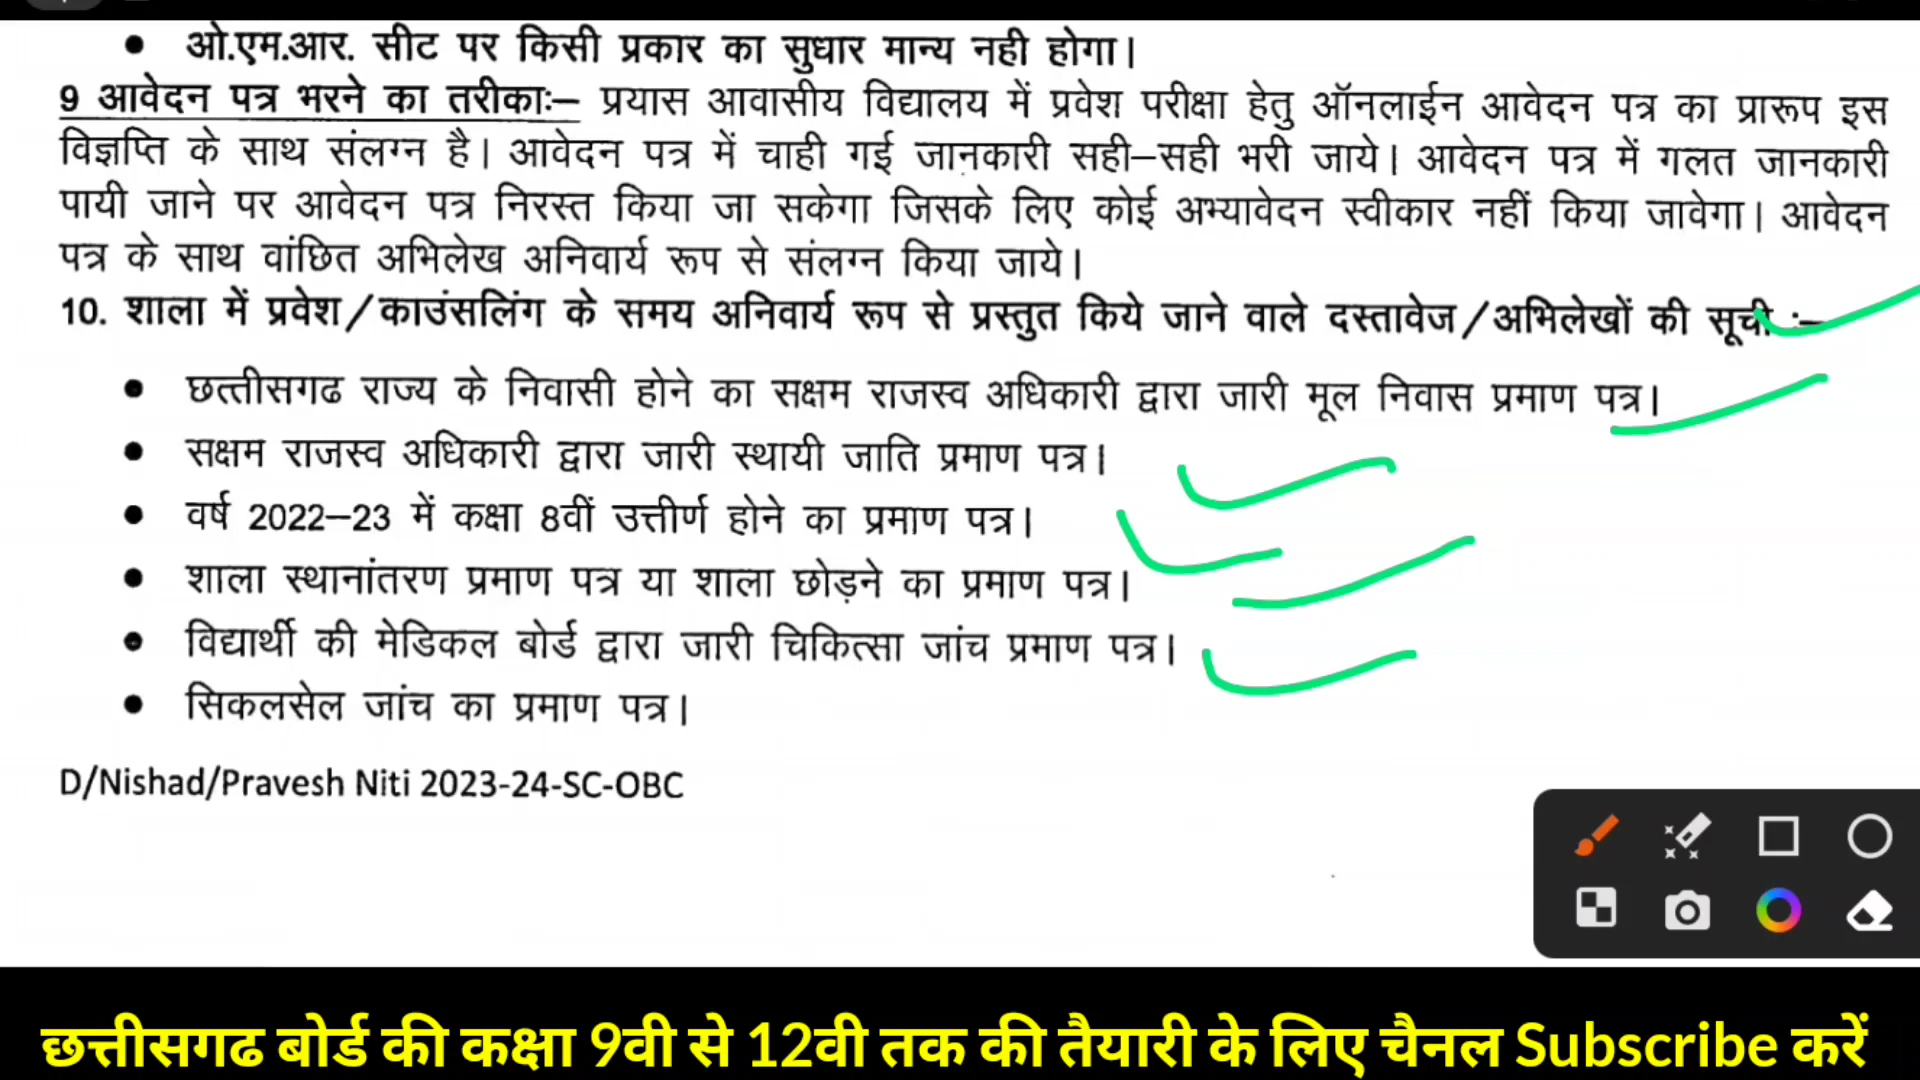 • ओ.एम.आर. सीट पर किसी प्रकार का सुधार मान्य नही होगा।
9 आवेदन पत्र भरने का तरीकाः– प्रयास आवासीय विद्यालय में प्रवेश परीक्षा हेतु ऑनलाईन आवेदन पत्र का प्रारूप इस
विज्ञप्ति के साथ संलग्न है। आवेदन पत्र में चाही गई जानकारी सही–सही भरी जाये। आवेदन पत्र में गलत जानकारी
पायी जाने पर आवेदन पत्र निरस्त किया जा सकेगा जिसके लिए कोई अभ्यावेदन स्वीकार नहीं किया जावेगा। आवेदन
पत्र के साथ वांछित अभिलेख अनिवार्य रूप से संलग्न किया जाये।
10. शाला में प्रवेश/काउंसलिंग के समय अनिवार्य रूप से प्रस्तुत किये जाने वाले दस्तावेज/अभिलेखों की सूची :–
• छत्तीसगढ राज्य के निवासी होने का सक्षम राजस्व अधिकारी द्वारा जारी मूल निवास प्रमाण पत्र।
• सक्षम राजस्व अधिकारी द्वारा जारी स्थायी जाति प्रमाण पत्र।
• वर्ष 2022–23 में कक्षा 8वीं उत्तीर्ण होने का प्रमाण पत्र।
• शाला स्थानांतरण प्रमाण पत्र या शाला छोड़ने का प्रमाण पत्र।
• विद्यार्थी की मेडिकल बोर्ड द्वारा जारी चिकित्सा जांच प्रमाण पत्र।
• सिकलसेल जांच का प्रमाण पत्र।
D/Nishad/Pravesh Niti 2023-24-SC-OBC
छत्तीसगढ बोर्ड की कक्षा 9वी से 12वी तक की तैयारी के लिए चैनल Subscribe करें